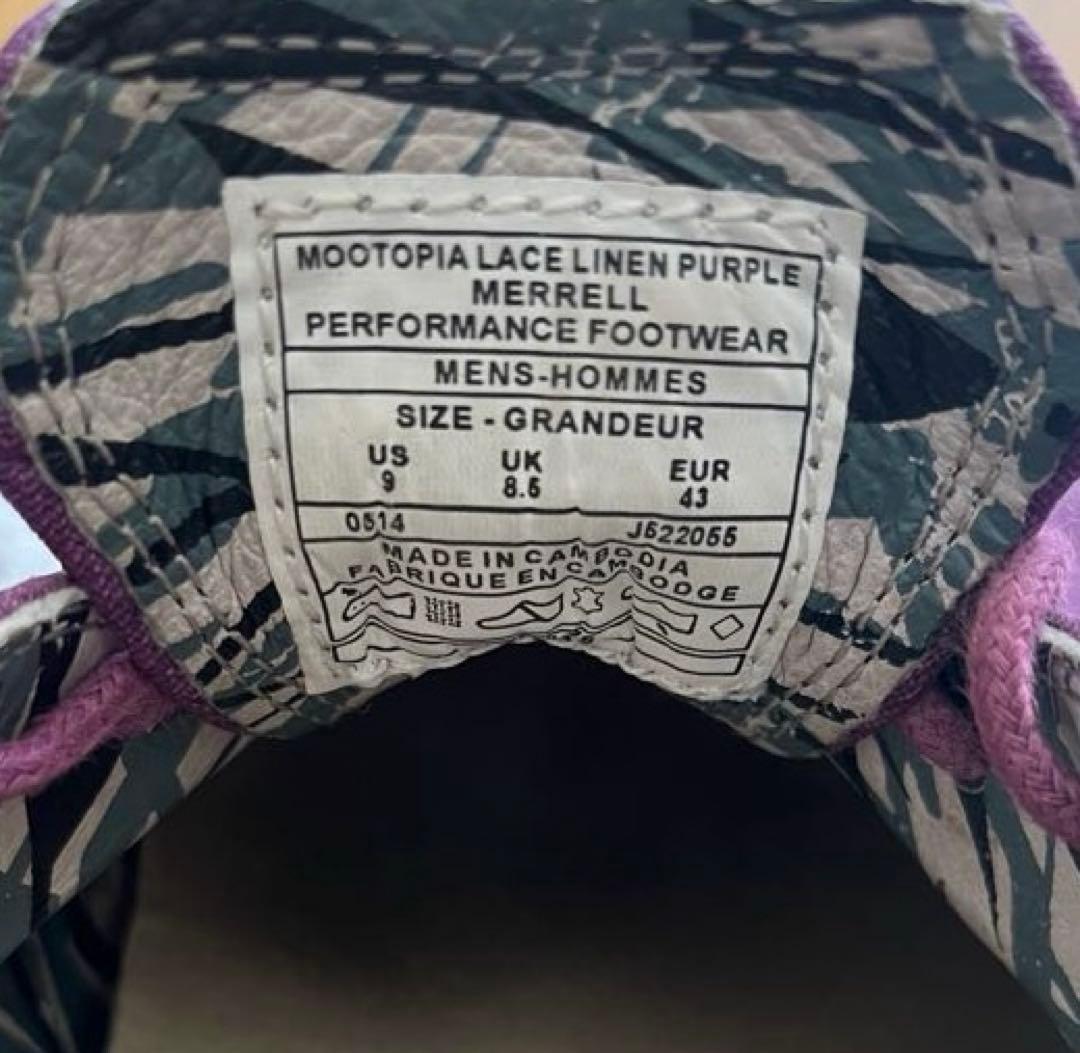 MOOTOPIA LACE LINEN PURPLE
MERRELL
PERFORMANCE FOOTWEAR
MENS-HOMMES
SIZE - GRANDEUR
US UK EUR
9 8.5 43
0514 J522055
MADE IN CAMBODIA
FABRIQUE EN CAMBODGE